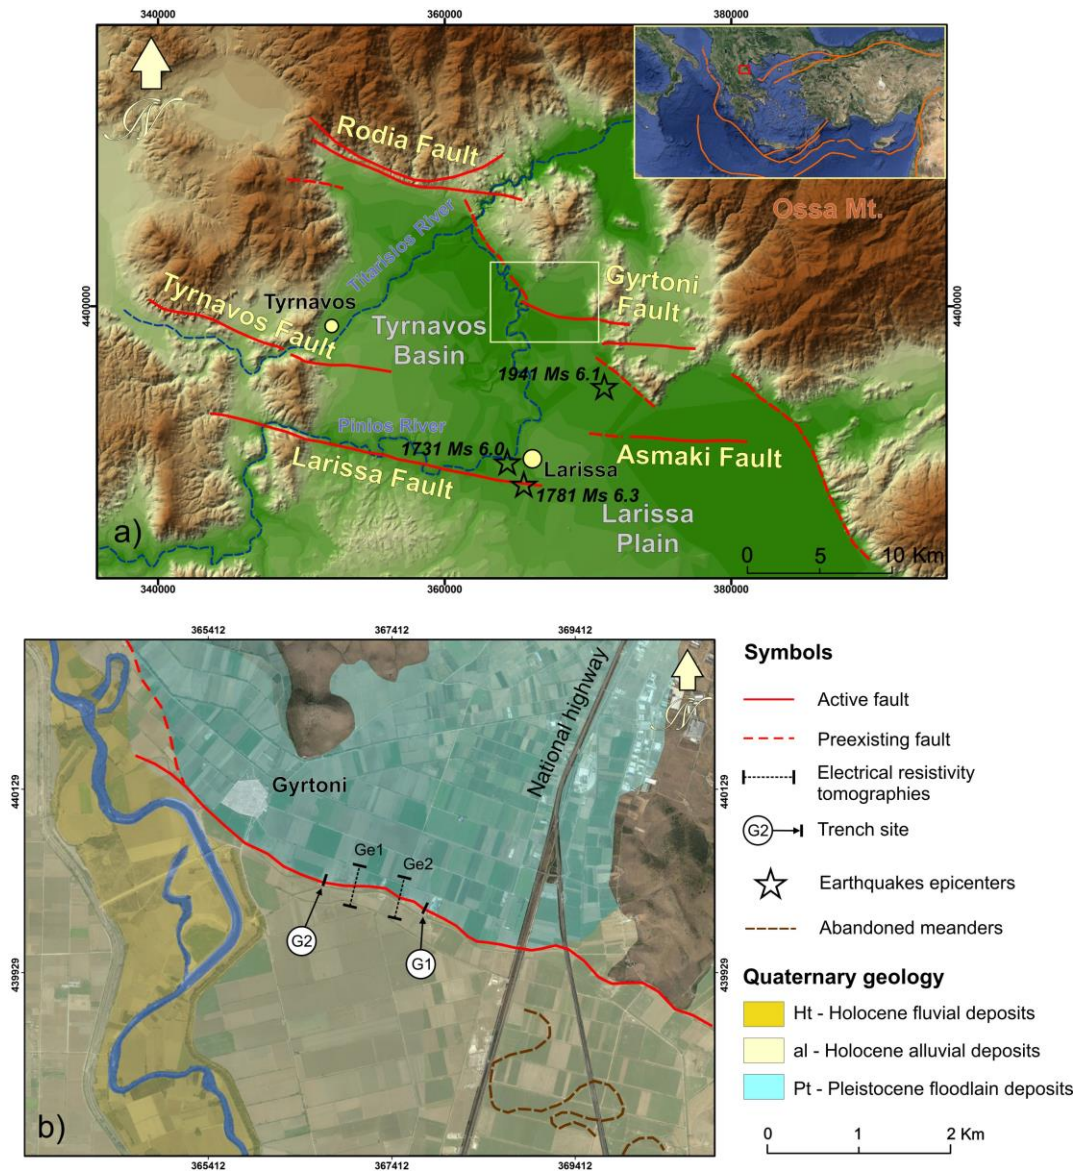 340000
360000
380000
N
Rodia Fault
Ossa Mt.
Titarisios River
Gyrtoni
Fault
4400000
4400000
Tyrnavos Fault
Tyrnavos
Tyrnavos
Basin
1941 Ms 6.1
Pinios River
1731 Ms 6.0
Larissa Fault
Larissa
Asmaki Fault
1781 Ms 6.3
Larissa
Plain
a)
0 5 10 Km
340000
360000
380000
365412
367412
369412
N
National highway
Gyrtoni
440129
440129
Ge1
Ge2
G2
G1
439929
439929
b)
365412
367412
369412
Symbols
Active fault
Preexisting fault
Electrical resistivity
tomographies
G2
Trench site
Earthquakes epicenters
Abandoned meanders
Quaternary geology
Ht - Holocene fluvial deposits
al - Holocene alluvial deposits
Pt - Pleistocene floodlain deposits
0 1 2 Km